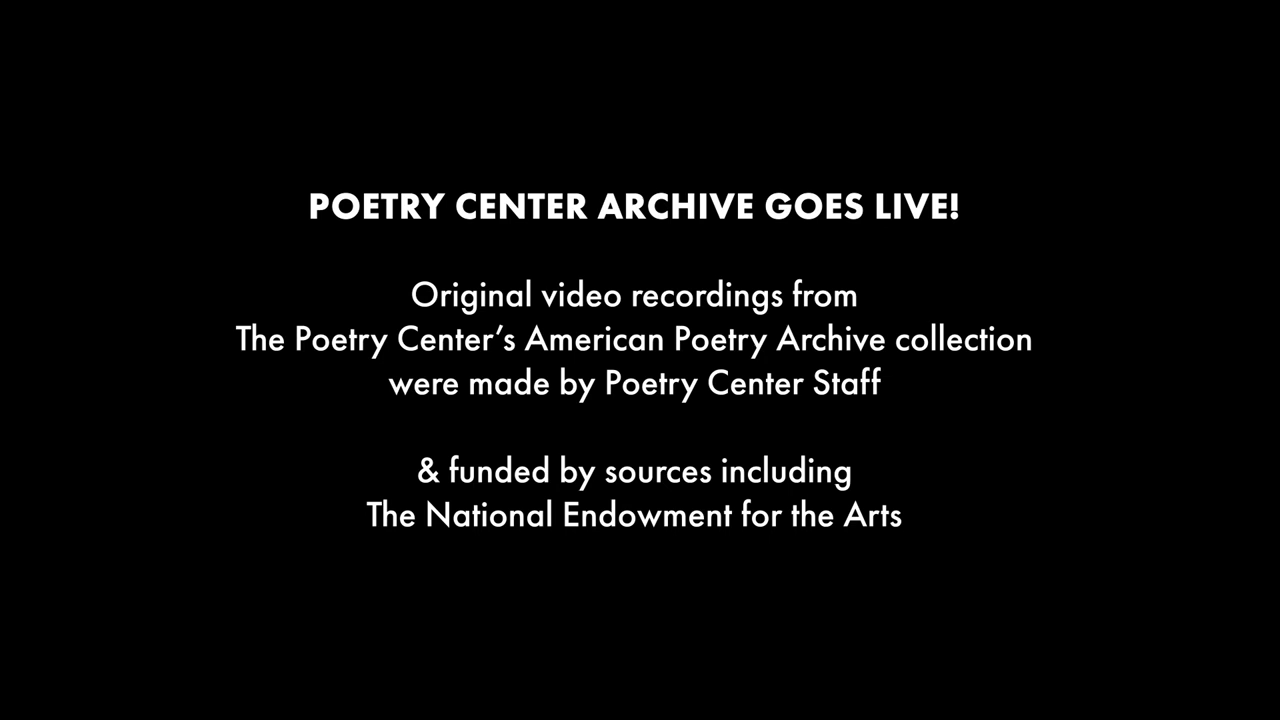 POETRY CENTER ARCHIVE GOES LIVE!
Original video recordings from
The Poetry Center’s American Poetry Archive collection
were made by Poetry Center Staff
& funded by sources including
The National Endowment for the Arts